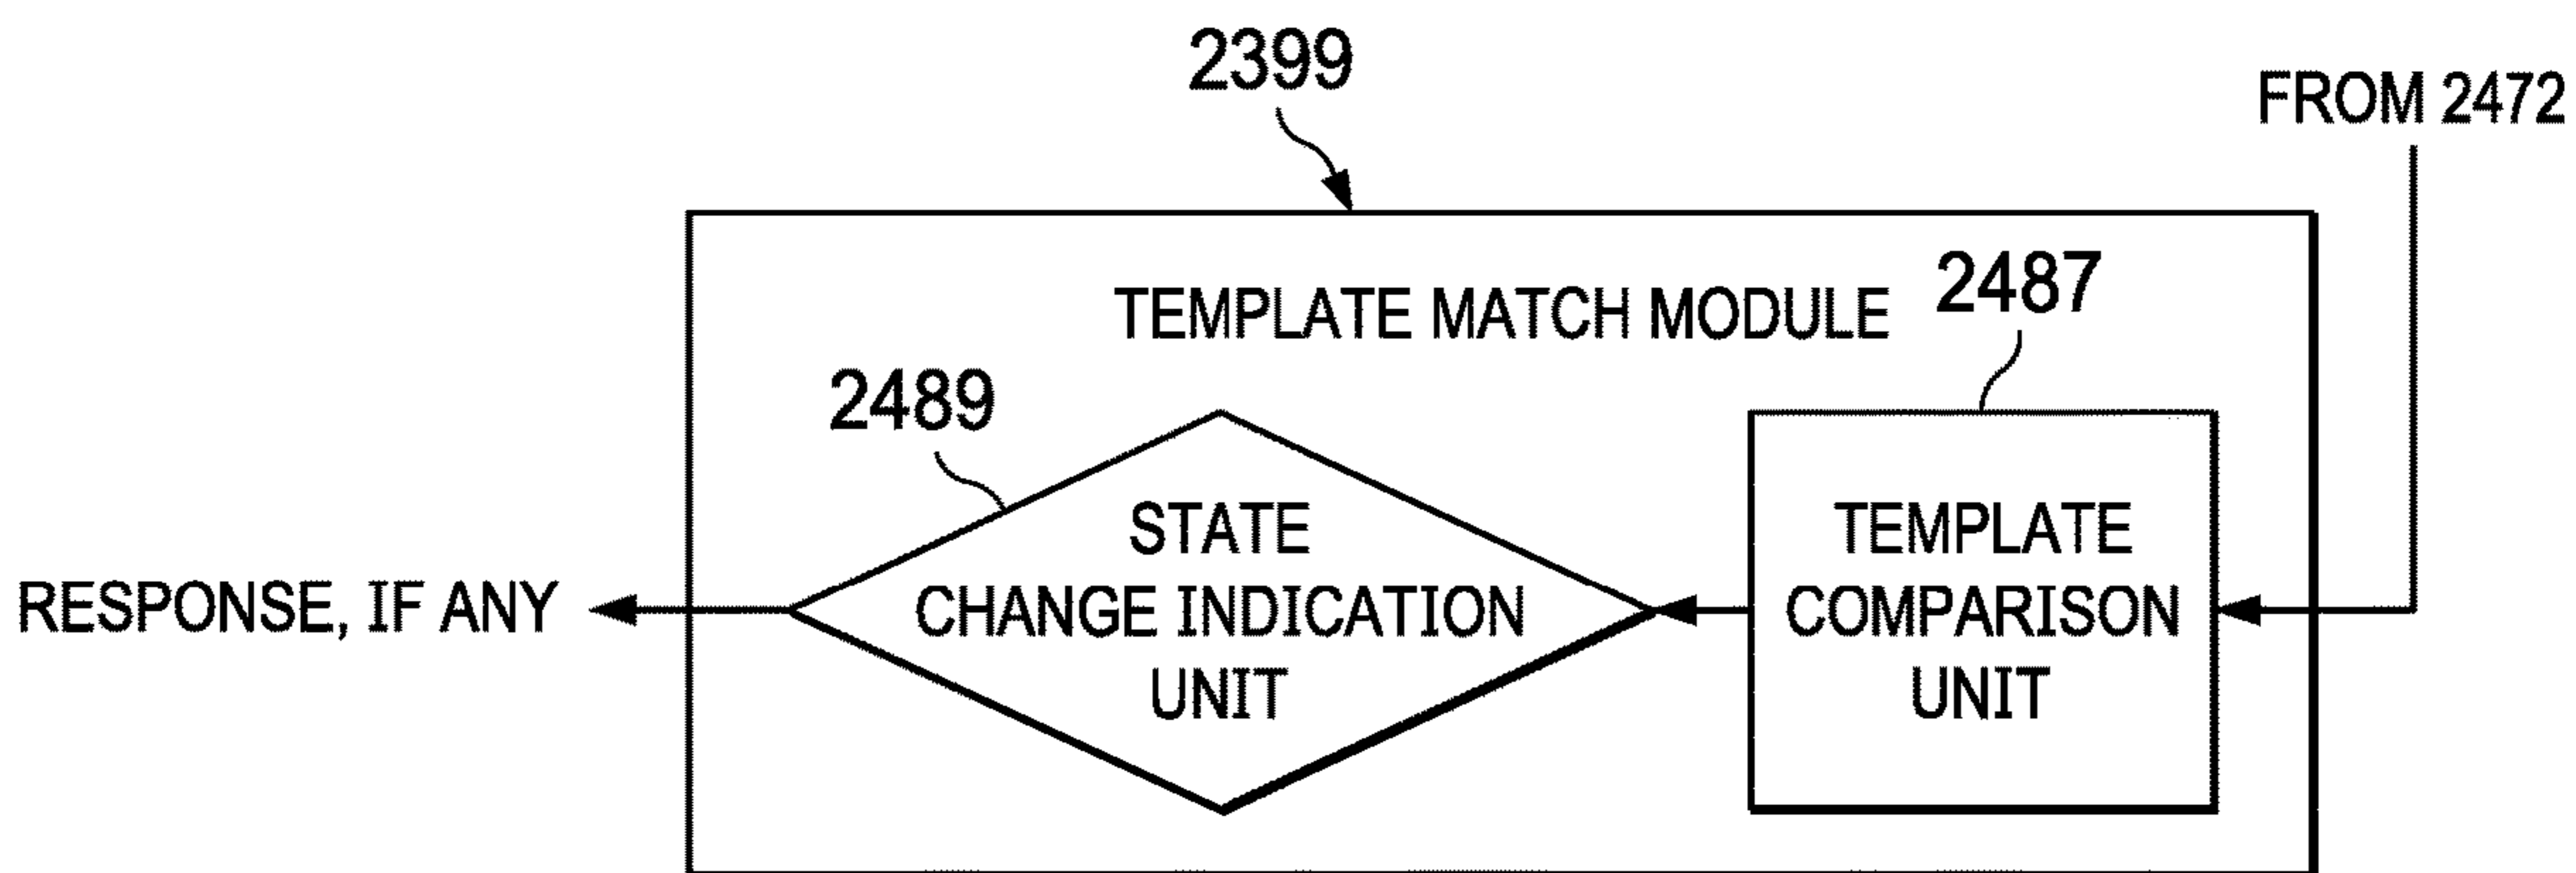 2399
FROM 2472
TEMPLATE MATCH MODULE
2487
2489
STATE
CHANGE INDICATION
UNIT
TEMPLATE
COMPARISON
UNIT
RESPONSE, IF ANY